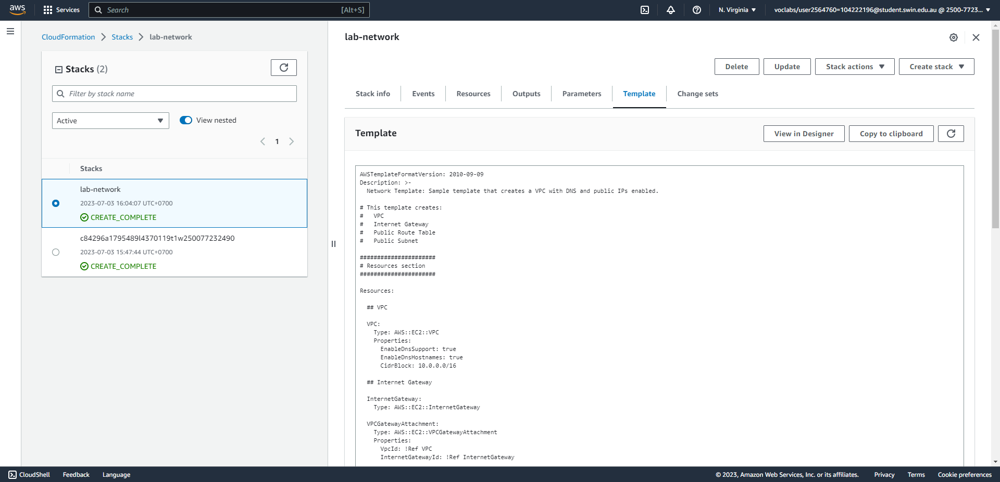 aws
Services
Search
[Alt+S]
N. Virginia
voclabs/user2564760=104222196@student.swin.edu.au @ 2500-7723...
CloudFormation
Stacks
lab-network
Stacks (2)
Filter by stack name
Active
View nested
1
Stacks
lab-network
2023-07-03 16:04:07 UTC+0700
CREATE_COMPLETE
c84296a1795489l4370119t1w250077232490
2023-07-03 15:47:44 UTC+0700
CREATE_COMPLETE
lab-network
Delete
Update
Stack actions
Create stack
Stack info
Events
Resources
Outputs
Parameters
Template
Change sets
Template
View in Designer
Copy to clipboard
AWSTemplateFormatVersion: 2010-09-09
Description: >-
  Network Template: Sample template that creates a VPC with DNS and public IPs enabled.
# This template creates:
#   VPC
#   Internet Gateway
#   Public Route Table
#   Public Subnet
######################
# Resources section
######################
Resources:
  ## VPC
  VPC:
    Type: AWS::EC2::VPC
    Properties:
      EnableDnsSupport: true
      EnableDnsHostnames: true
      CidrBlock: 10.0.0.0/16
  ## Internet Gateway
  InternetGateway:
    Type: AWS::EC2::InternetGateway
  VPCGatewayAttachment:
    Type: AWS::EC2::VPCGatewayAttachment
    Properties:
      VpcId: !Ref VPC
      InternetGatewayId: !Ref InternetGateway
CloudShell
Feedback
Language
© 2023, Amazon Web Services, Inc. or its affiliates.
Privacy
Terms
Cookie preferences